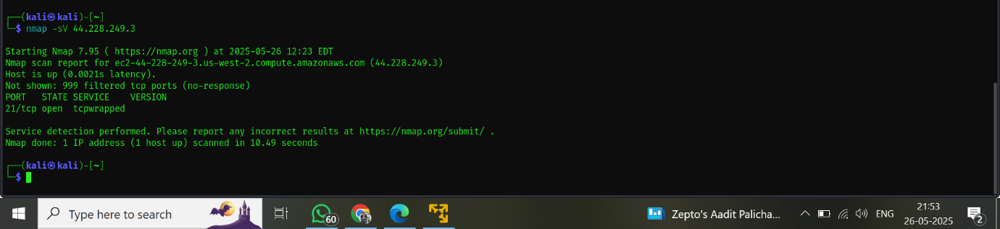 ┌──(kali㉿kali)-[~]
└─$ nmap -sV 44.228.249.3
Starting Nmap 7.95 ( https://nmap.org ) at 2025-05-26 12:23 EDT
Nmap scan report for ec2-44-228-249-3.us-west-2.compute.amazonaws.com (44.228.249.3)
Host is up (0.0021s latency).
Not shown: 999 filtered tcp ports (no-response)
PORT   STATE SERVICE    VERSION
21/tcp open  tcpwrapped
Service detection performed. Please report any incorrect results at https://nmap.org/submit/ .
Nmap done: 1 IP address (1 host up) scanned in 10.49 seconds
┌──(kali㉿kali)-[~]
└─$
Type here to search
60
Zepto's Aadit Palicha...
ENG
21:53
26-05-2025
2